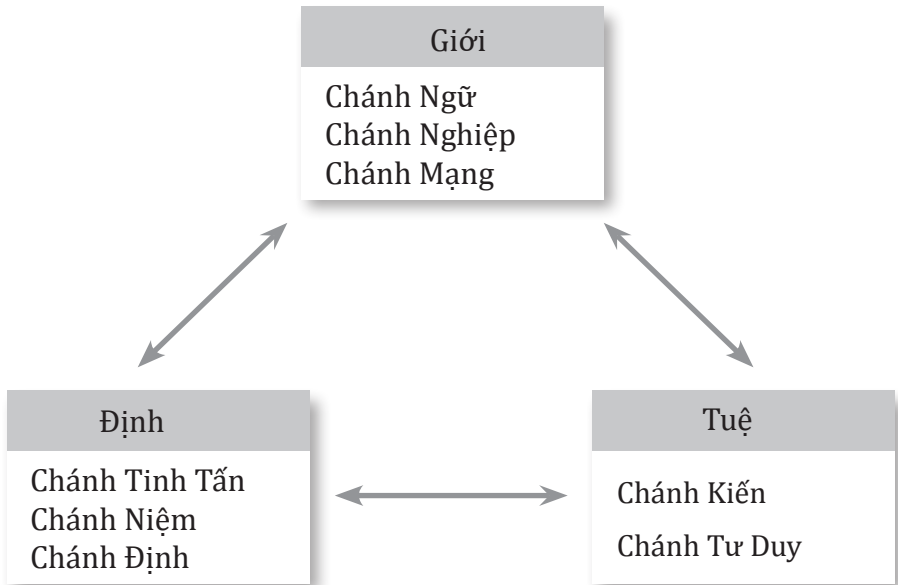 Giới
Chánh Ngữ
Chánh Nghiệp
Chánh Mạng
Định
Chánh Tinh Tấn
Chánh Niệm
Chánh Định
Tuệ
Chánh Kiến
Chánh Tư Duy